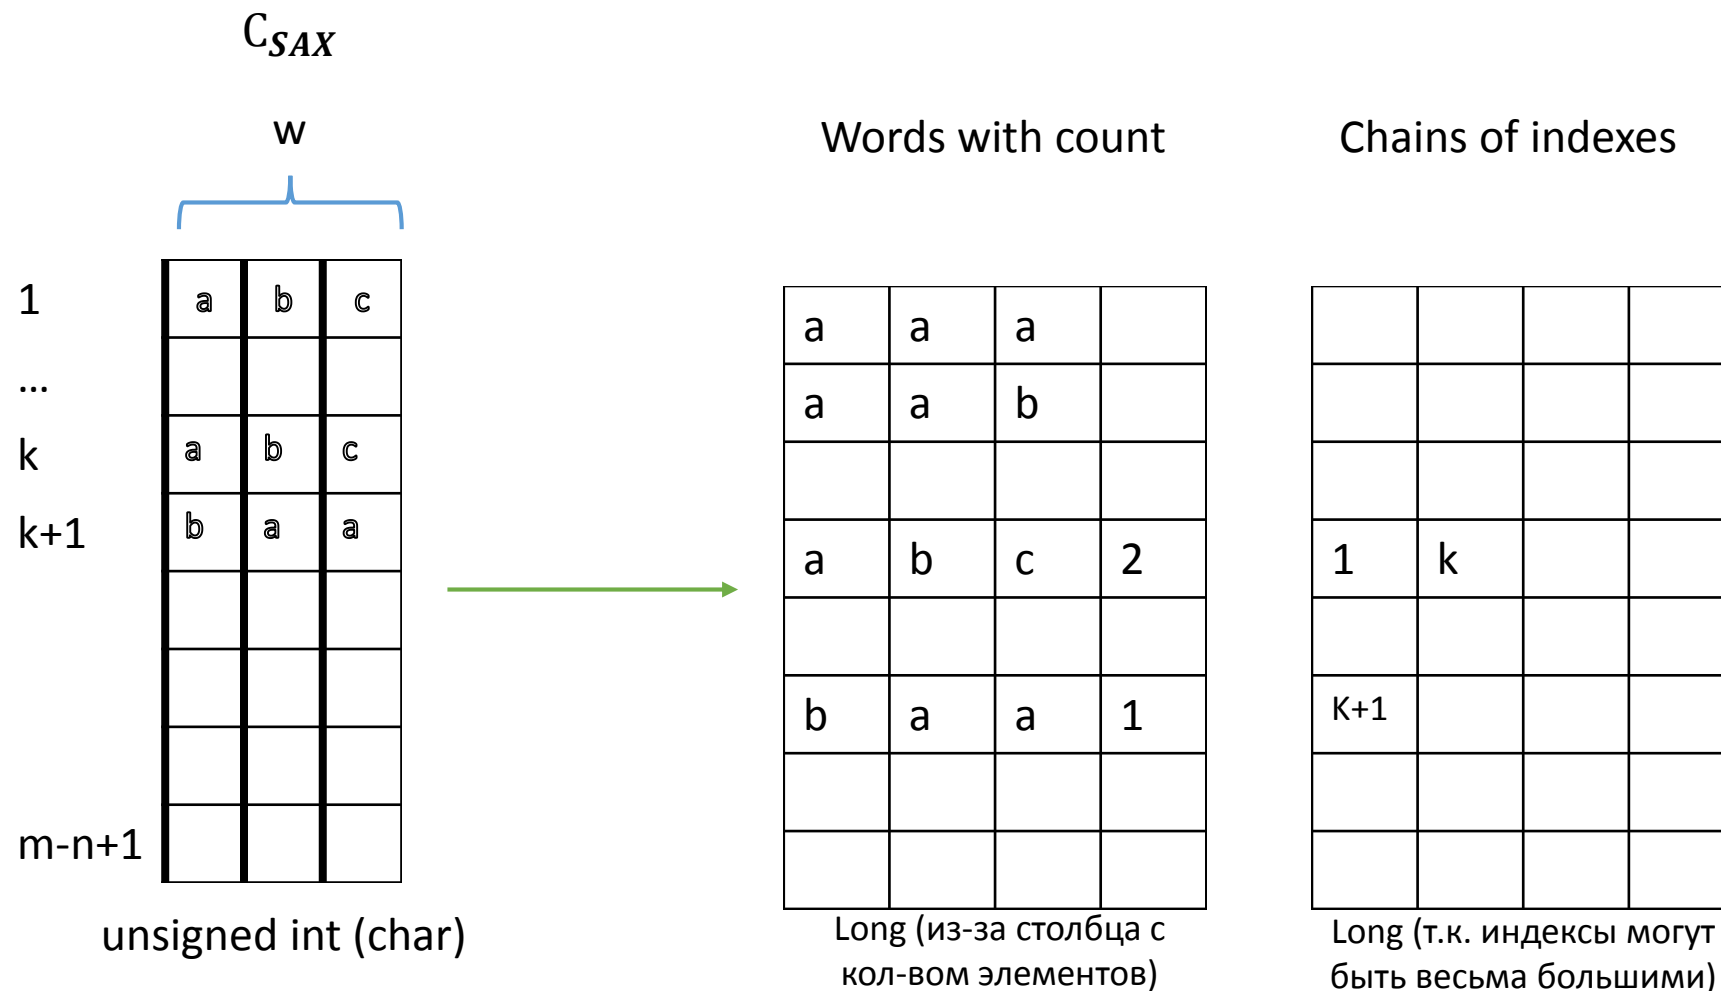 C_SAX
w
Words with count
Chains of indexes
1 a b c
...
k a b c
k+1 b a a
m-n+1
unsigned int (char)
a a a
a a b
a b c 2
b a a 1
Long (из-за столбца с
кол-вом элементов)
1 k
K+1
Long (т.к. индексы могут
быть весьма большими)